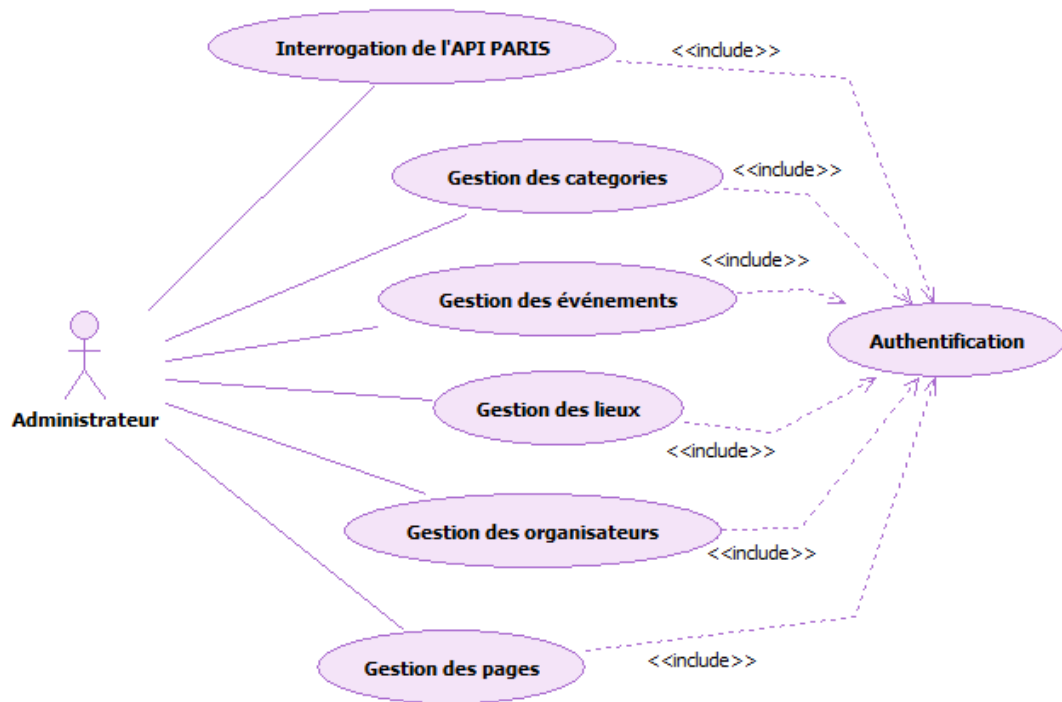 Interrogation de l'API PARIS
<<include>>
Gestion des categories
<<include>>
<<include>>
Gestion des événements
Authentification
Administrateur
Gestion des lieux
<<include>>
Gestion des organisateurs
<<include>>
Gestion des pages
<<include>>